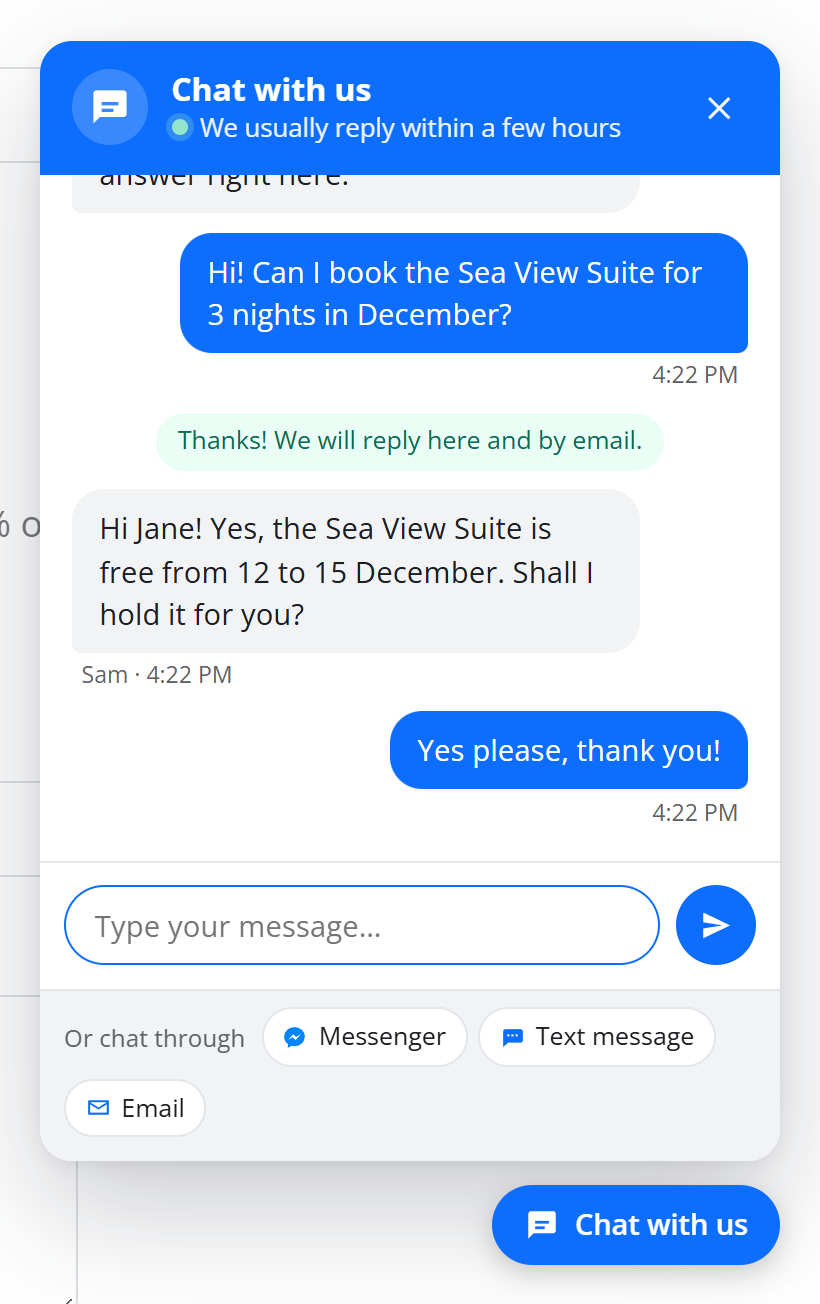 Chat with us
We usually reply within a few hours
answer right here.
Hi! Can I book the Sea View Suite for
3 nights in December?
4:22 PM
Thanks! We will reply here and by email.
Hi Jane! Yes, the Sea View Suite is
free from 12 to 15 December. Shall I
hold it for you?
Sam · 4:22 PM
Yes please, thank you!
4:22 PM
Type your message...
Or chat through
Messenger
Text message
Email
Chat with us